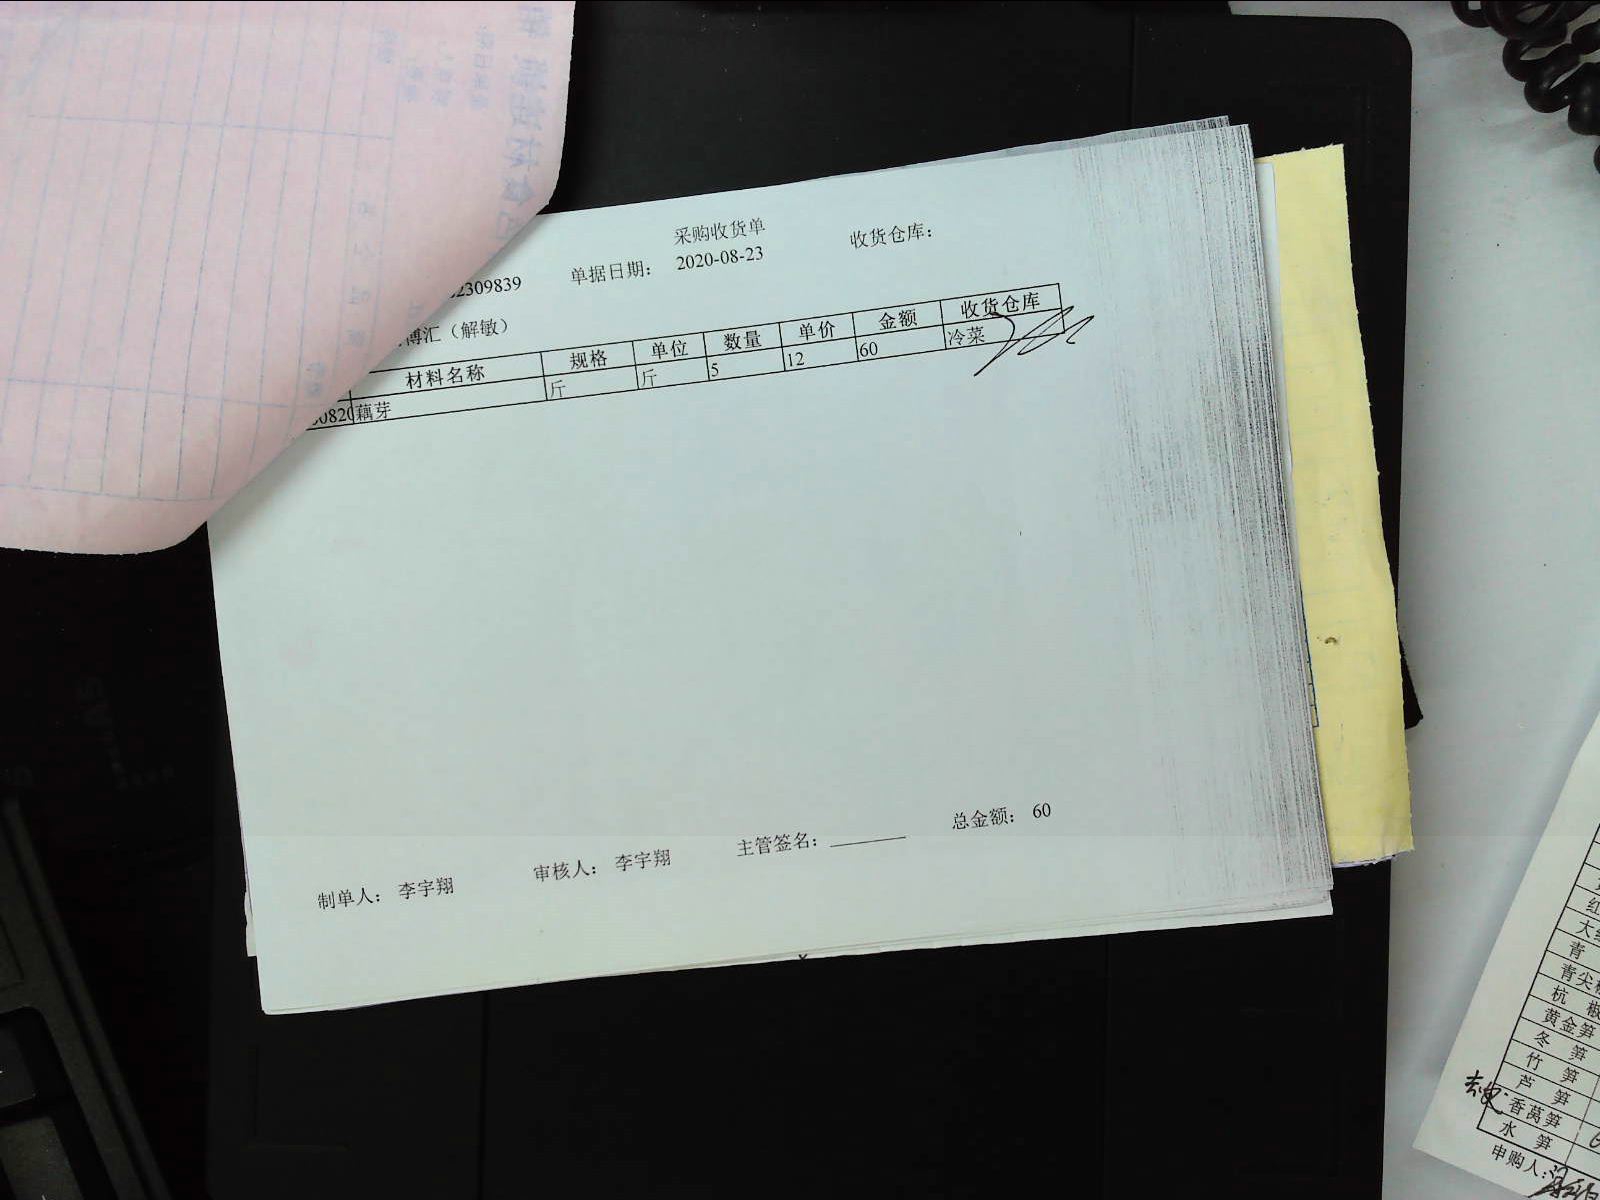 采购收货单
收货仓库:
2309839
单据日期: 2020-08-23
博汇（解敏）
材料名称 规格 单位 数量 单价 金额 收货仓库
0820 藕芽 斤 斤 5 12 60 冷菜
制单人: 李宇翔 审核人: 李宇翔 主管签名: 总金额: 60
红
大红
青
青尖椒
杭 椒
黄金笋
冬 笋
竹 笋
芦 笋
香莴笋
水 笋
申购人: